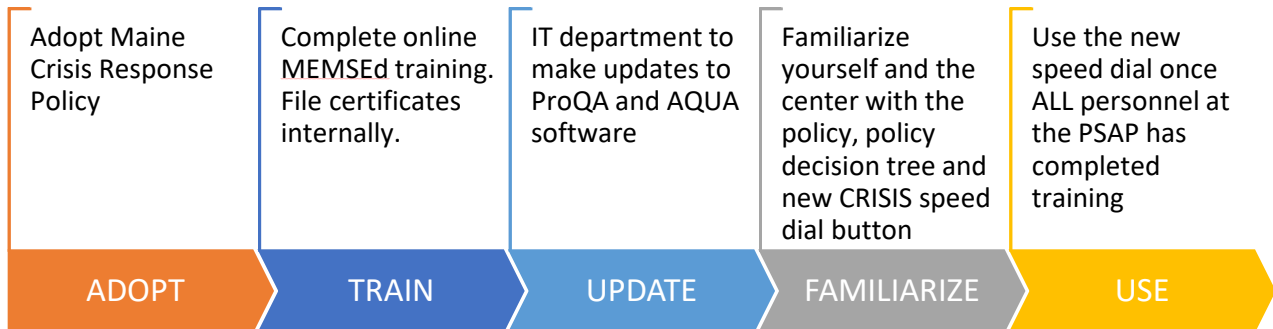 Adopt Maine
Crisis Response
Policy
ADOPT
Complete online
MEMSEd training.
File certificates
internally.
TRAIN
IT department to
make updates to
ProQA and AQUA
software
UPDATE
Familiarize
yourself and the
center with the
policy, policy
decision tree and
new CRISIS speed
dial button
FAMILIARIZE
Use the new
speed dial once
ALL personnel at
the PSAP has
completed
training
USE